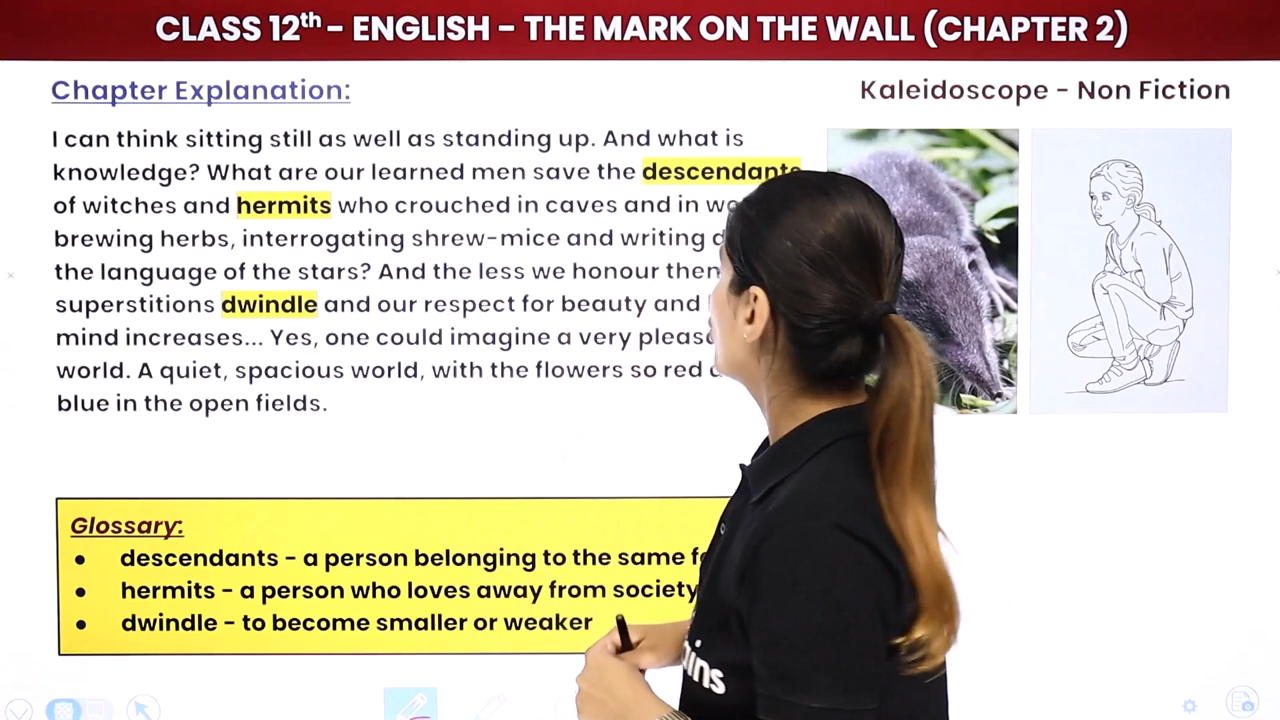 CLASS 12th - ENGLISH - THE MARK ON THE WALL (CHAPTER 2)
Chapter Explanation:
Kaleidoscope - Non Fiction
I can think sitting still as well as standing up. And what is
knowledge? What are our learned men save the descendants
of witches and hermits who crouched in caves and in
brewing herbs, interrogating shrew-mice and writing
the language of the stars? And the less we honour
superstitions dwindle and our respect for beauty and
mind increases... Yes, one could imagine a very
world. A quiet, spacious world, with the flowers so red
blue in the open fields.
Glossary:
• descendants - a person belonging to the same
• hermits - a person who loves away from society
• dwindle - to become smaller or weaker